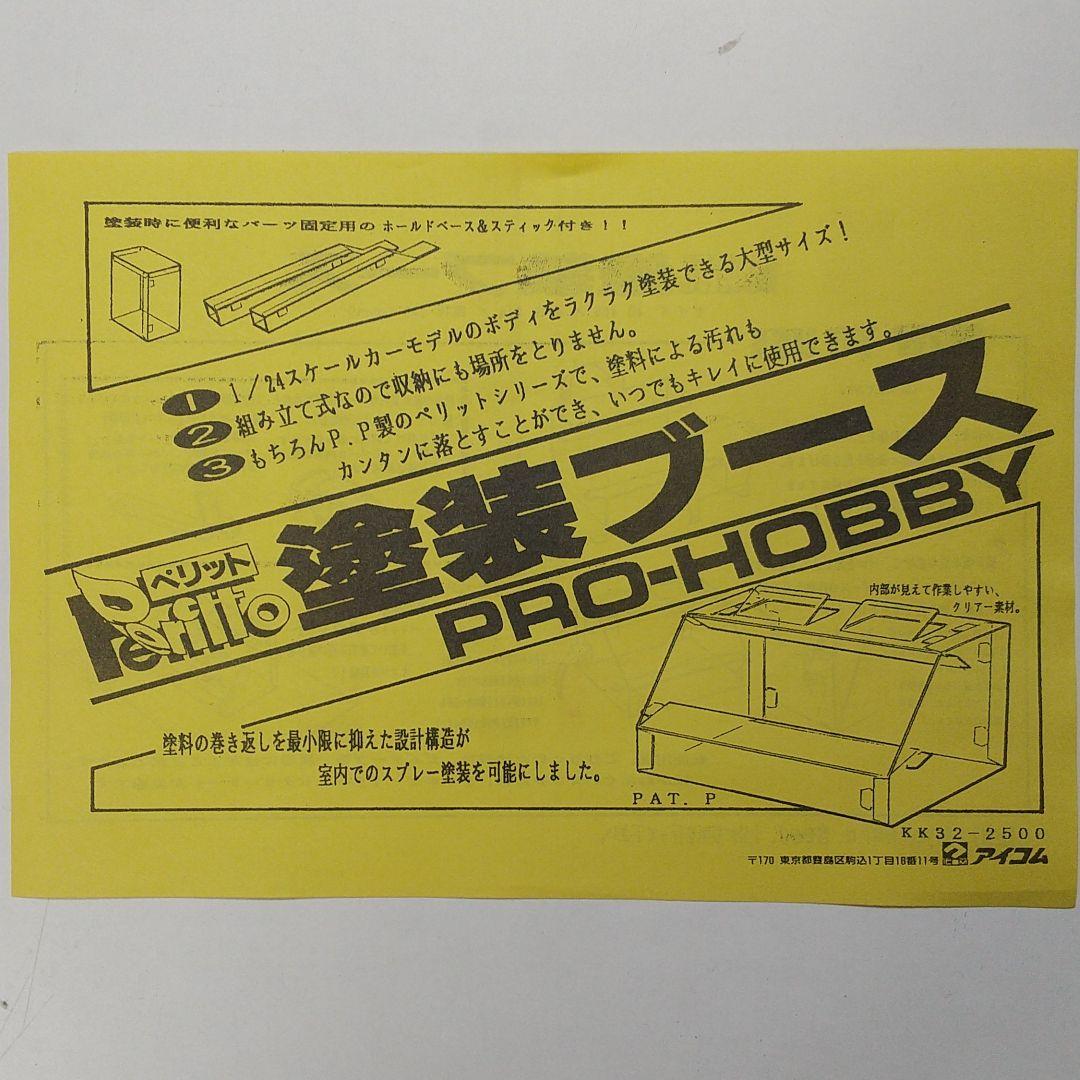 塗装時に便利なパーツ固定用の ホールドベース&スティック付き!!
1 1/24スケールカーモデルのボディをラクラク塗装できる大型サイズ!
2 組み立て式なので収納にも場所をとりません。
3 もちろんP.P製のペリットシリーズで、塗料による汚れも
カンタンに落とすことができ、いつでもキレイに使用できます。
ペリット
Peritto
塗装ブース
PRO-HOBBY
内部が見えて作業しやすい、
クリアー素材。
塗料の巻き返しを最小限に抑えた設計構造が
室内でのスプレー塗装を可能にしました。
PAT. P
KK32-2500
〒170 東京都豊島区駒込1丁目16番11号 アイコム